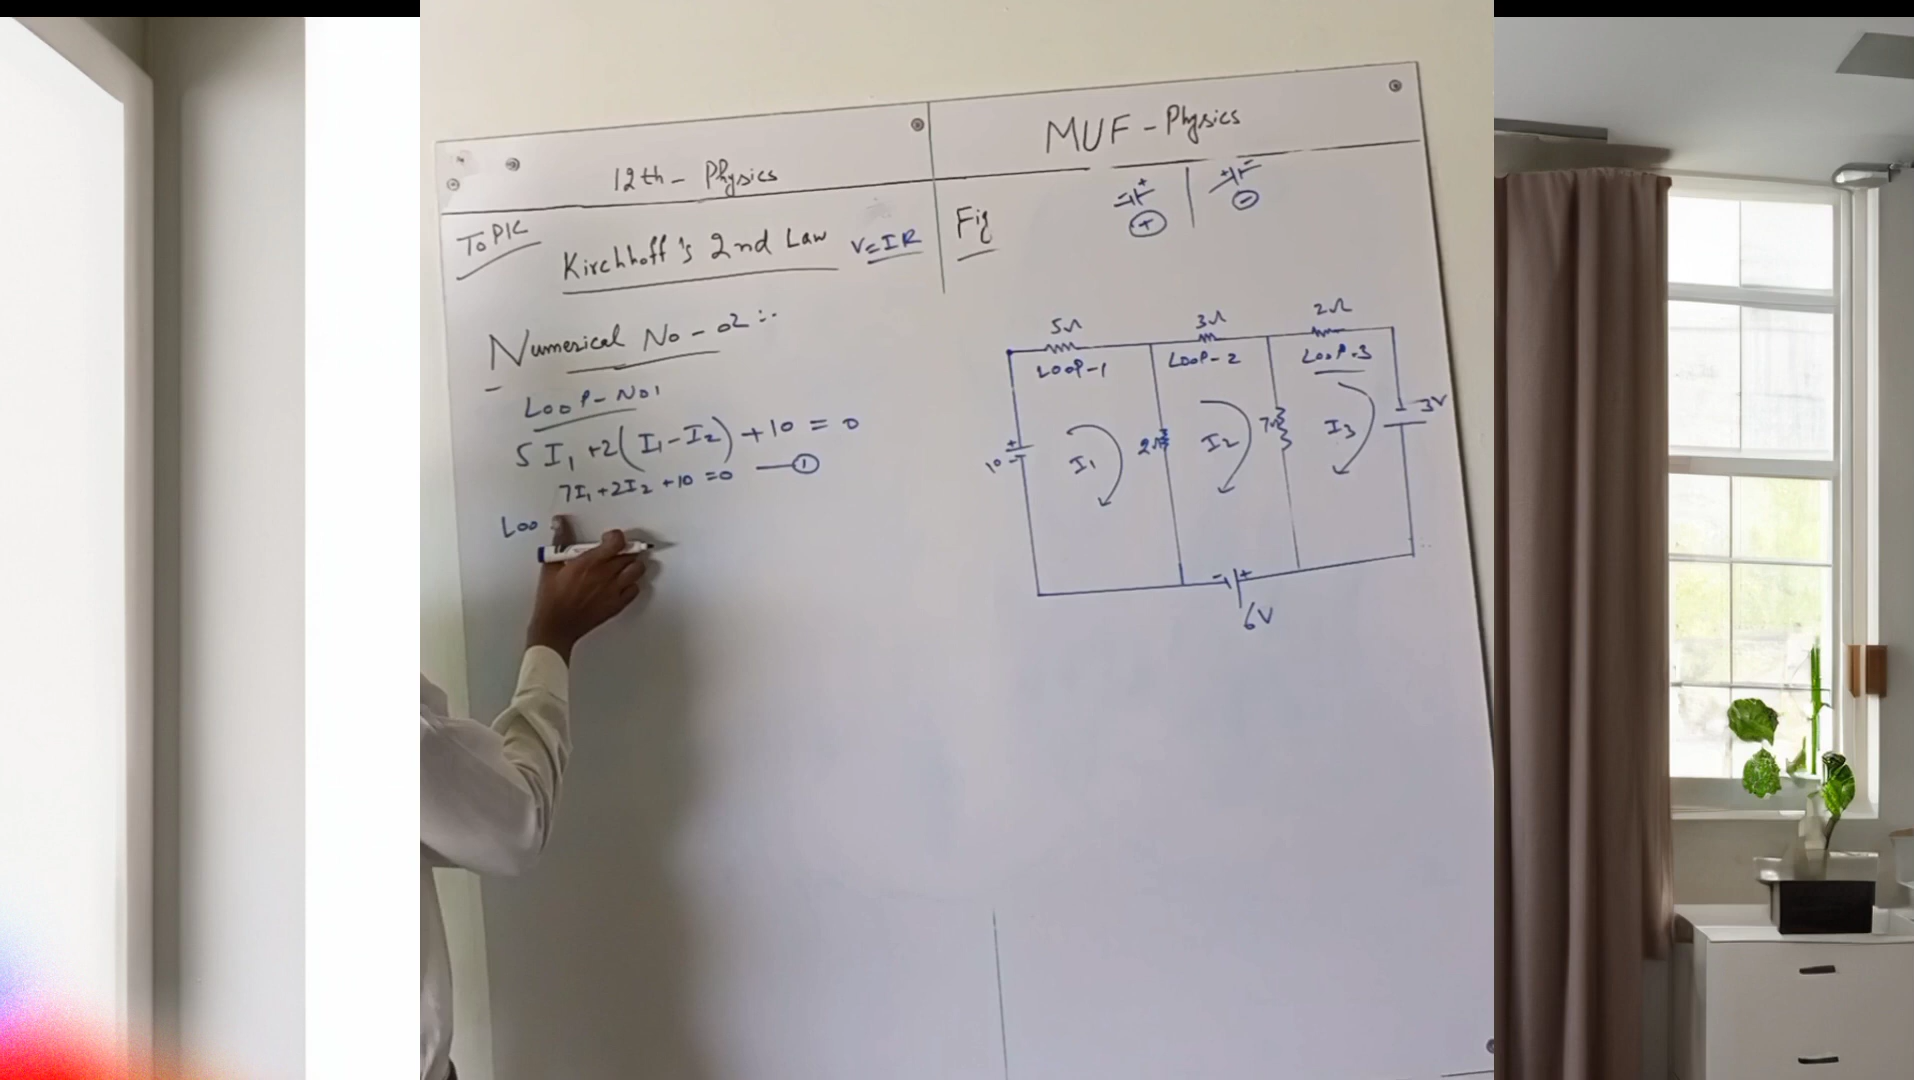 12th - Physics
MUF - Physics
TOPIC
Kirchhoff's 2nd Law V=IR
Numerical No - 02 :-
LOOP-NO1
5I₁ +2(I₁-I₂) +10 = 0
7I₁+2I₂ +10 =0 —①
Loo
Fig
- + | + -
⊕ ⊖
5Ω 3Ω 2Ω
LOOP-1 LOOP-2 LOOP-3
10 + - I₁ 2Ω I₂ 7Ω I₃ 3V
- +
6V